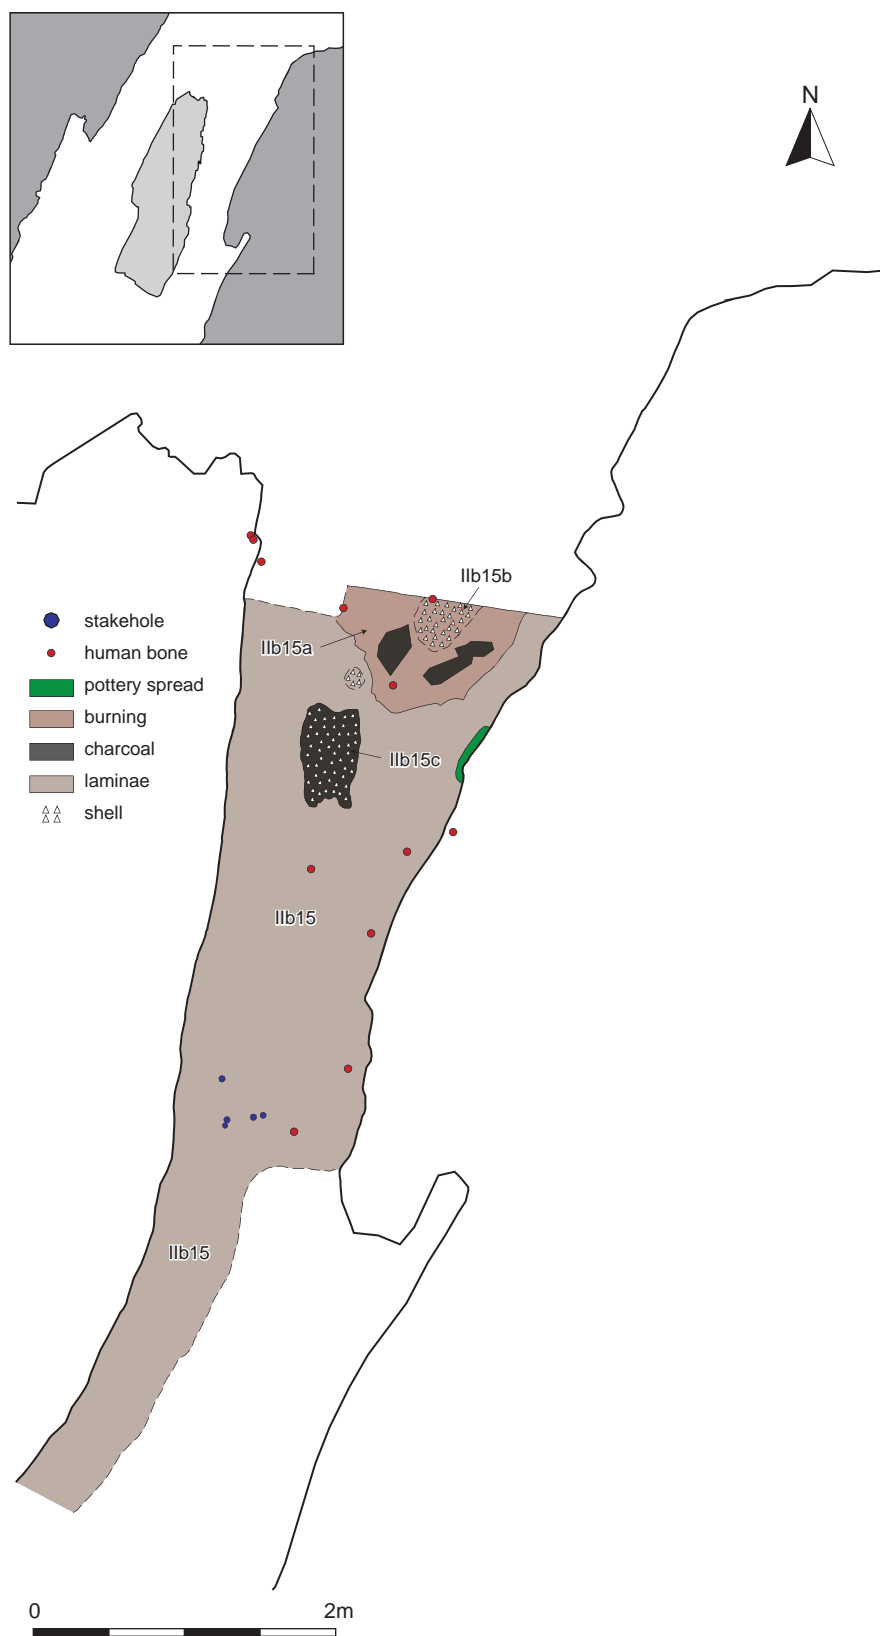 N
IIb15b
stakehole
human bone
IIb15a
pottery spread
burning
charcoal
IIb15c
laminae
shell
IIb15
IIb15
0 2m